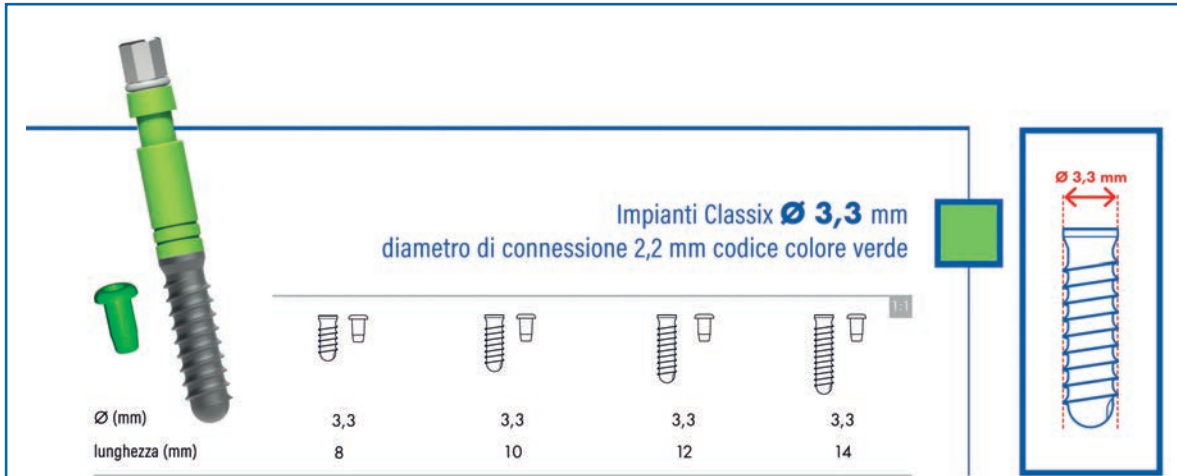 Impianti Classix Ø 3,3 mm
diametro di connessione 2,2 mm codice colore verde
1:1
Ø (mm) 3,3 3,3 3,3 3,3
lunghezza (mm) 8 10 12 14
Ø 3,3 mm